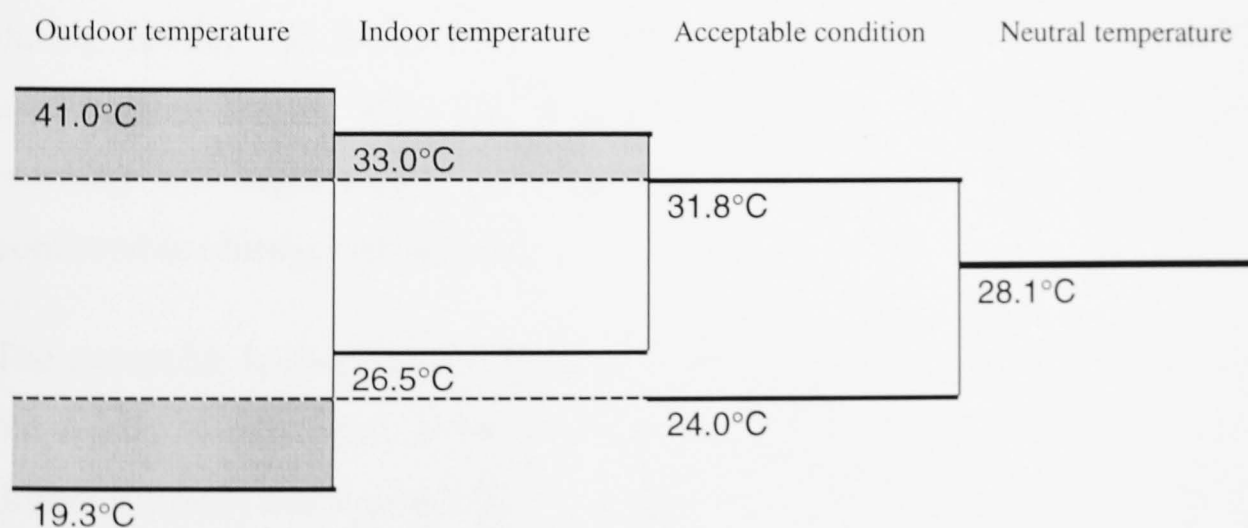 Outdoor temperature Indoor temperature Acceptable condition Neutral temperature
41.0°C
33.0°C
31.8°C
28.1°C
26.5°C
24.0°C
19.3°C